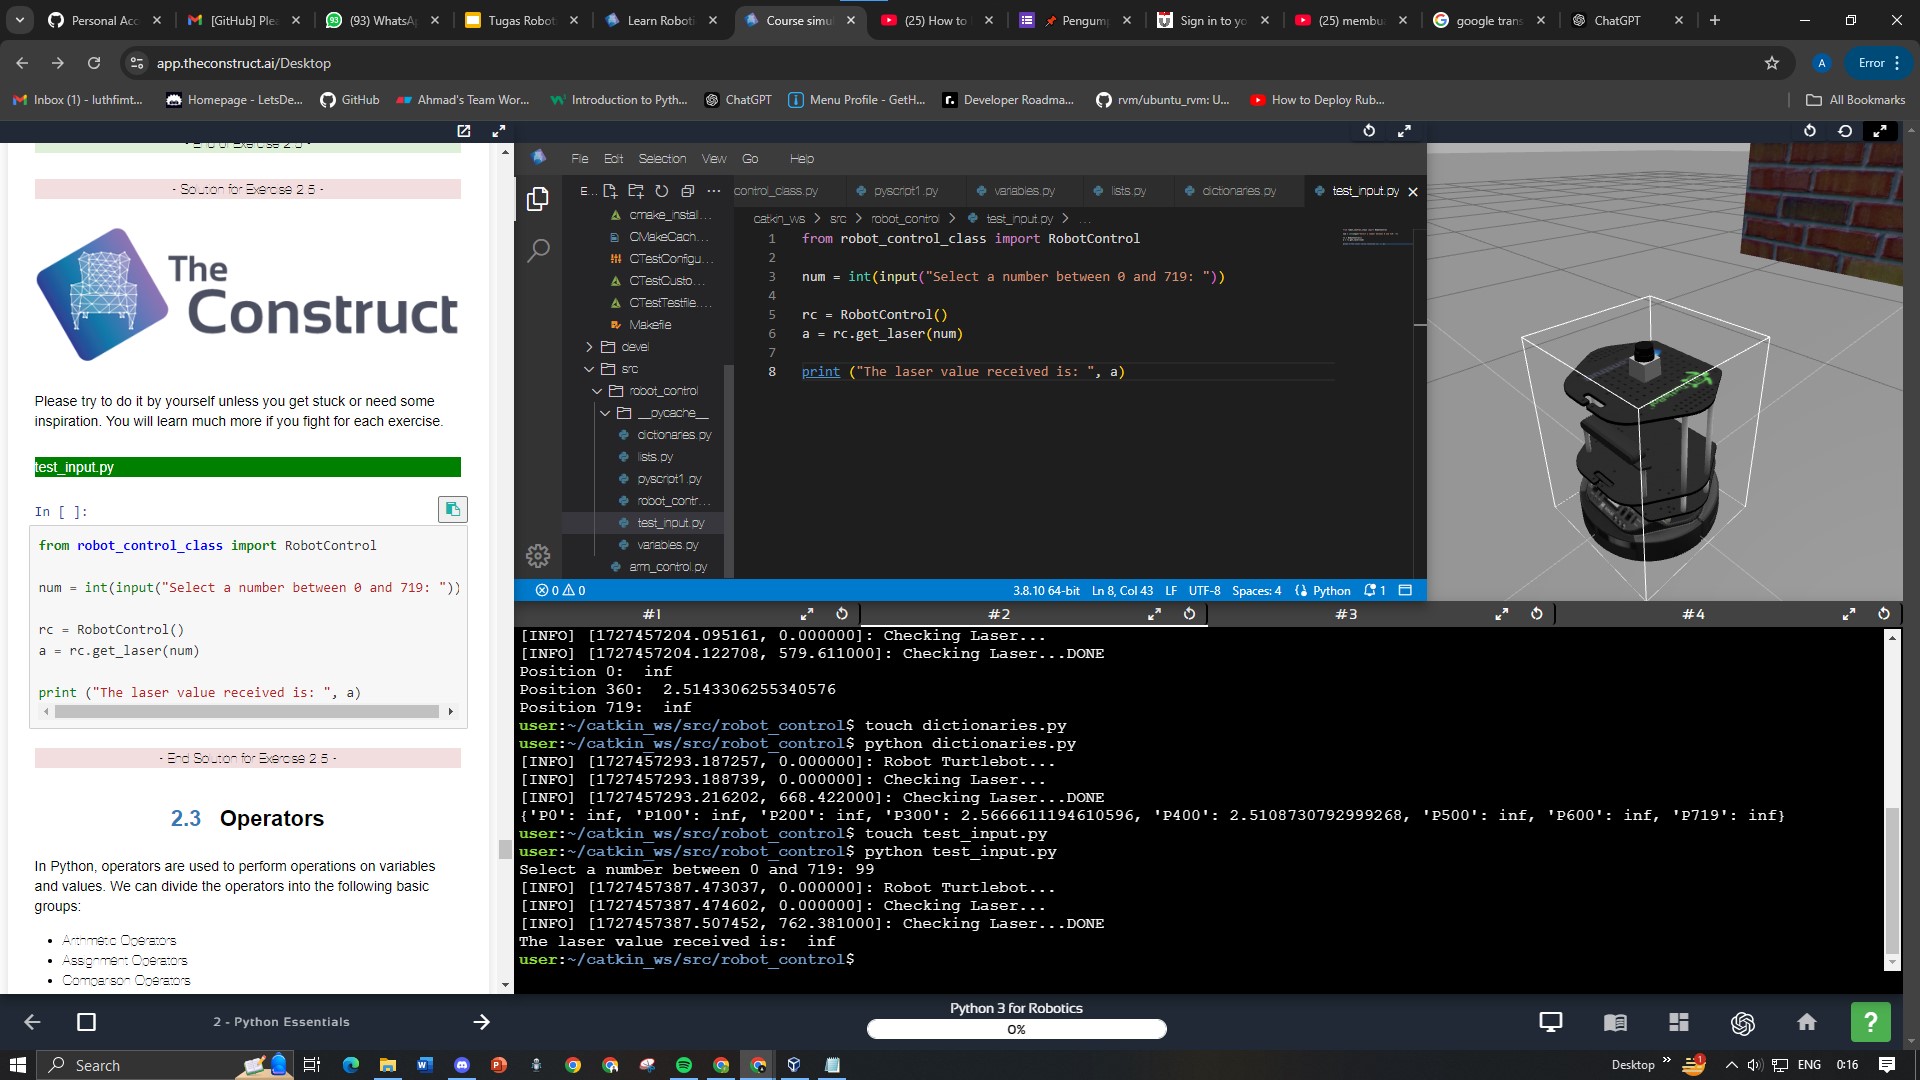 Personal Acc
[GitHub] Plea
(93) WhatsA
Tugas Robot
Learn Roboti
Course simu
(25) How to
Pengump
Sign in to yo
(25) membu
google trans
ChatGPT
app.theconstruct.ai/Desktop
A
Error
Inbox (1) - luthfimt...
Homepage - LetsDe...
GitHub
Ahmad's Team Wor...
Introduction to Pyth...
ChatGPT
Menu Profile - GetH...
Developer Roadma...
rvm/ubuntu_rvm: U...
How to Deploy Rub...
All Bookmarks
- End of Exercise 2.5 -
- Solution for Exercise 2.5 -
The
Construct
Please try to do it by yourself unless you get stuck or need some
inspiration. You will learn much more if you fight for each exercise.
test_input.py
In [ ]:
from robot_control_class import RobotControl
num = int(input("Select a number between 0 and 719: "))
rc = RobotControl()
a = rc.get_laser(num)
print ("The laser value received is: ", a)
- End Solution for Exercise 2.5 -
2.3 Operators
In Python, operators are used to perform operations on variables
and values. We can divide the operators into the following basic
groups:
• Arithmetic Operators
• Assignment Operators
• Comparison Operators
File Edit Selection View Go Help
E...
cmake_install....
CMakeCach...
CTestConfigu...
CTestCusto...
CTestTestfile....
Makefile
devel
src
robot_control
__pycache__
dictionaries.py
lists.py
pyscript1.py
robot_contr...
test_input.py
variables.py
arm_control.py
control_class.py
pyscript1.py
variables.py
lists.py
dictionaries.py
test_input.py
catkin_ws > src > robot_control > test_input.py > ...
1 from robot_control_class import RobotControl
2
3 num = int(input("Select a number between 0 and 719: "))
4
5 rc = RobotControl()
6 a = rc.get_laser(num)
7
8 print ("The laser value received is: ", a)
0 0
3.8.10 64-bit Ln 8, Col 43 LF UTF-8 Spaces: 4 Python 1
#1 #2 #3 #4
[INFO] [1727457204.095161, 0.000000]: Checking Laser...
[INFO] [1727457204.122708, 579.611000]: Checking Laser...DONE
Position 0:  inf
Position 360:  2.5143306255340576
Position 719:  inf
user:~/catkin_ws/src/robot_control$ touch dictionaries.py
user:~/catkin_ws/src/robot_control$ python dictionaries.py
[INFO] [1727457293.187257, 0.000000]: Robot Turtlebot...
[INFO] [1727457293.188739, 0.000000]: Checking Laser...
[INFO] [1727457293.216202, 668.422000]: Checking Laser...DONE
{'P0': inf, 'P100': inf, 'P200': inf, 'P300': 2.5666611194610596, 'P400': 2.5108730792999268, 'P500': inf, 'P600': inf, 'P719': inf}
user:~/catkin_ws/src/robot_control$ touch test_input.py
user:~/catkin_ws/src/robot_control$ python test_input.py
Select a number between 0 and 719: 99
[INFO] [1727457387.473037, 0.000000]: Robot Turtlebot...
[INFO] [1727457387.474602, 0.000000]: Checking Laser...
[INFO] [1727457387.507452, 762.381000]: Checking Laser...DONE
The laser value received is:  inf
user:~/catkin_ws/src/robot_control$
2 - Python Essentials
Python 3 for Robotics
0%
?
Search
Desktop
1
ENG
0:16